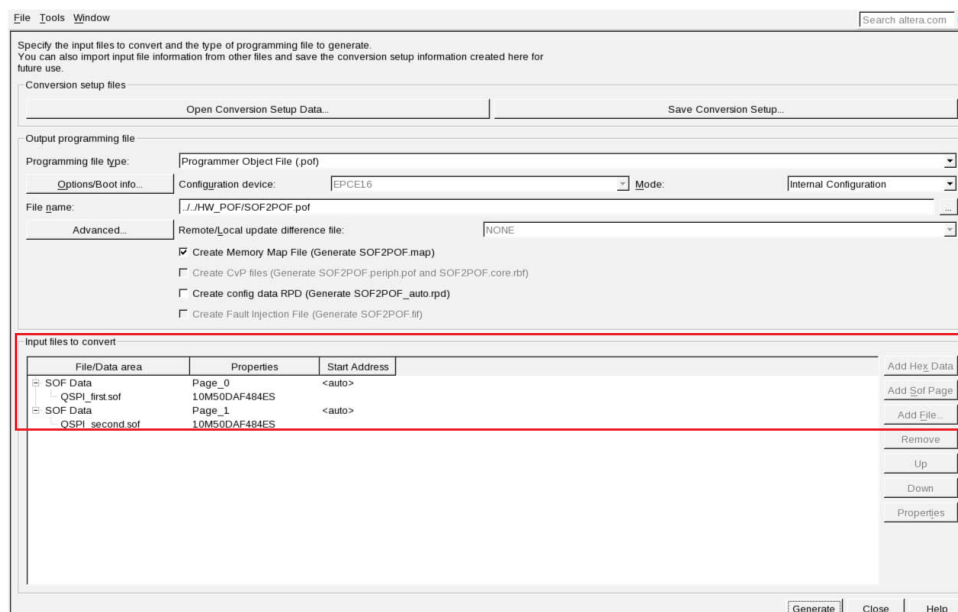 File Tools Window
Search altera.com
Specify the input files to convert and the type of programming file to generate.
You can also import input file information from other files and save the conversion setup information created here for
future use.
Conversion setup files
Open Conversion Setup Data... Save Conversion Setup...
Output programming file
Programming file type: Programmer Object File (.pof)
Options/Boot info... Configuration device: EPCE16 Mode: Internal Configuration
File name: ../../HW_POF/SOF2POF.pof ...
Advanced... Remote/Local update difference file: NONE
Create Memory Map File (Generate SOF2POF.map)
Create CvP files (Generate SOF2POF.periph.pof and SOF2POF.core.rbf)
Create config data RPD (Generate SOF2POF_auto.rpd)
Create Fault Injection File (Generate SOF2POF.fif)
Input files to convert
File/Data area Properties Start Address
SOF Data Page_0 <auto>
QSPI_first.sof 10M50DAF484ES
SOF Data Page_1 <auto>
QSPI_second.sof 10M50DAF484ES
Add Hex Data
Add Sof Page
Add File...
Remove
Up
Down
Properties
Generate Close Help